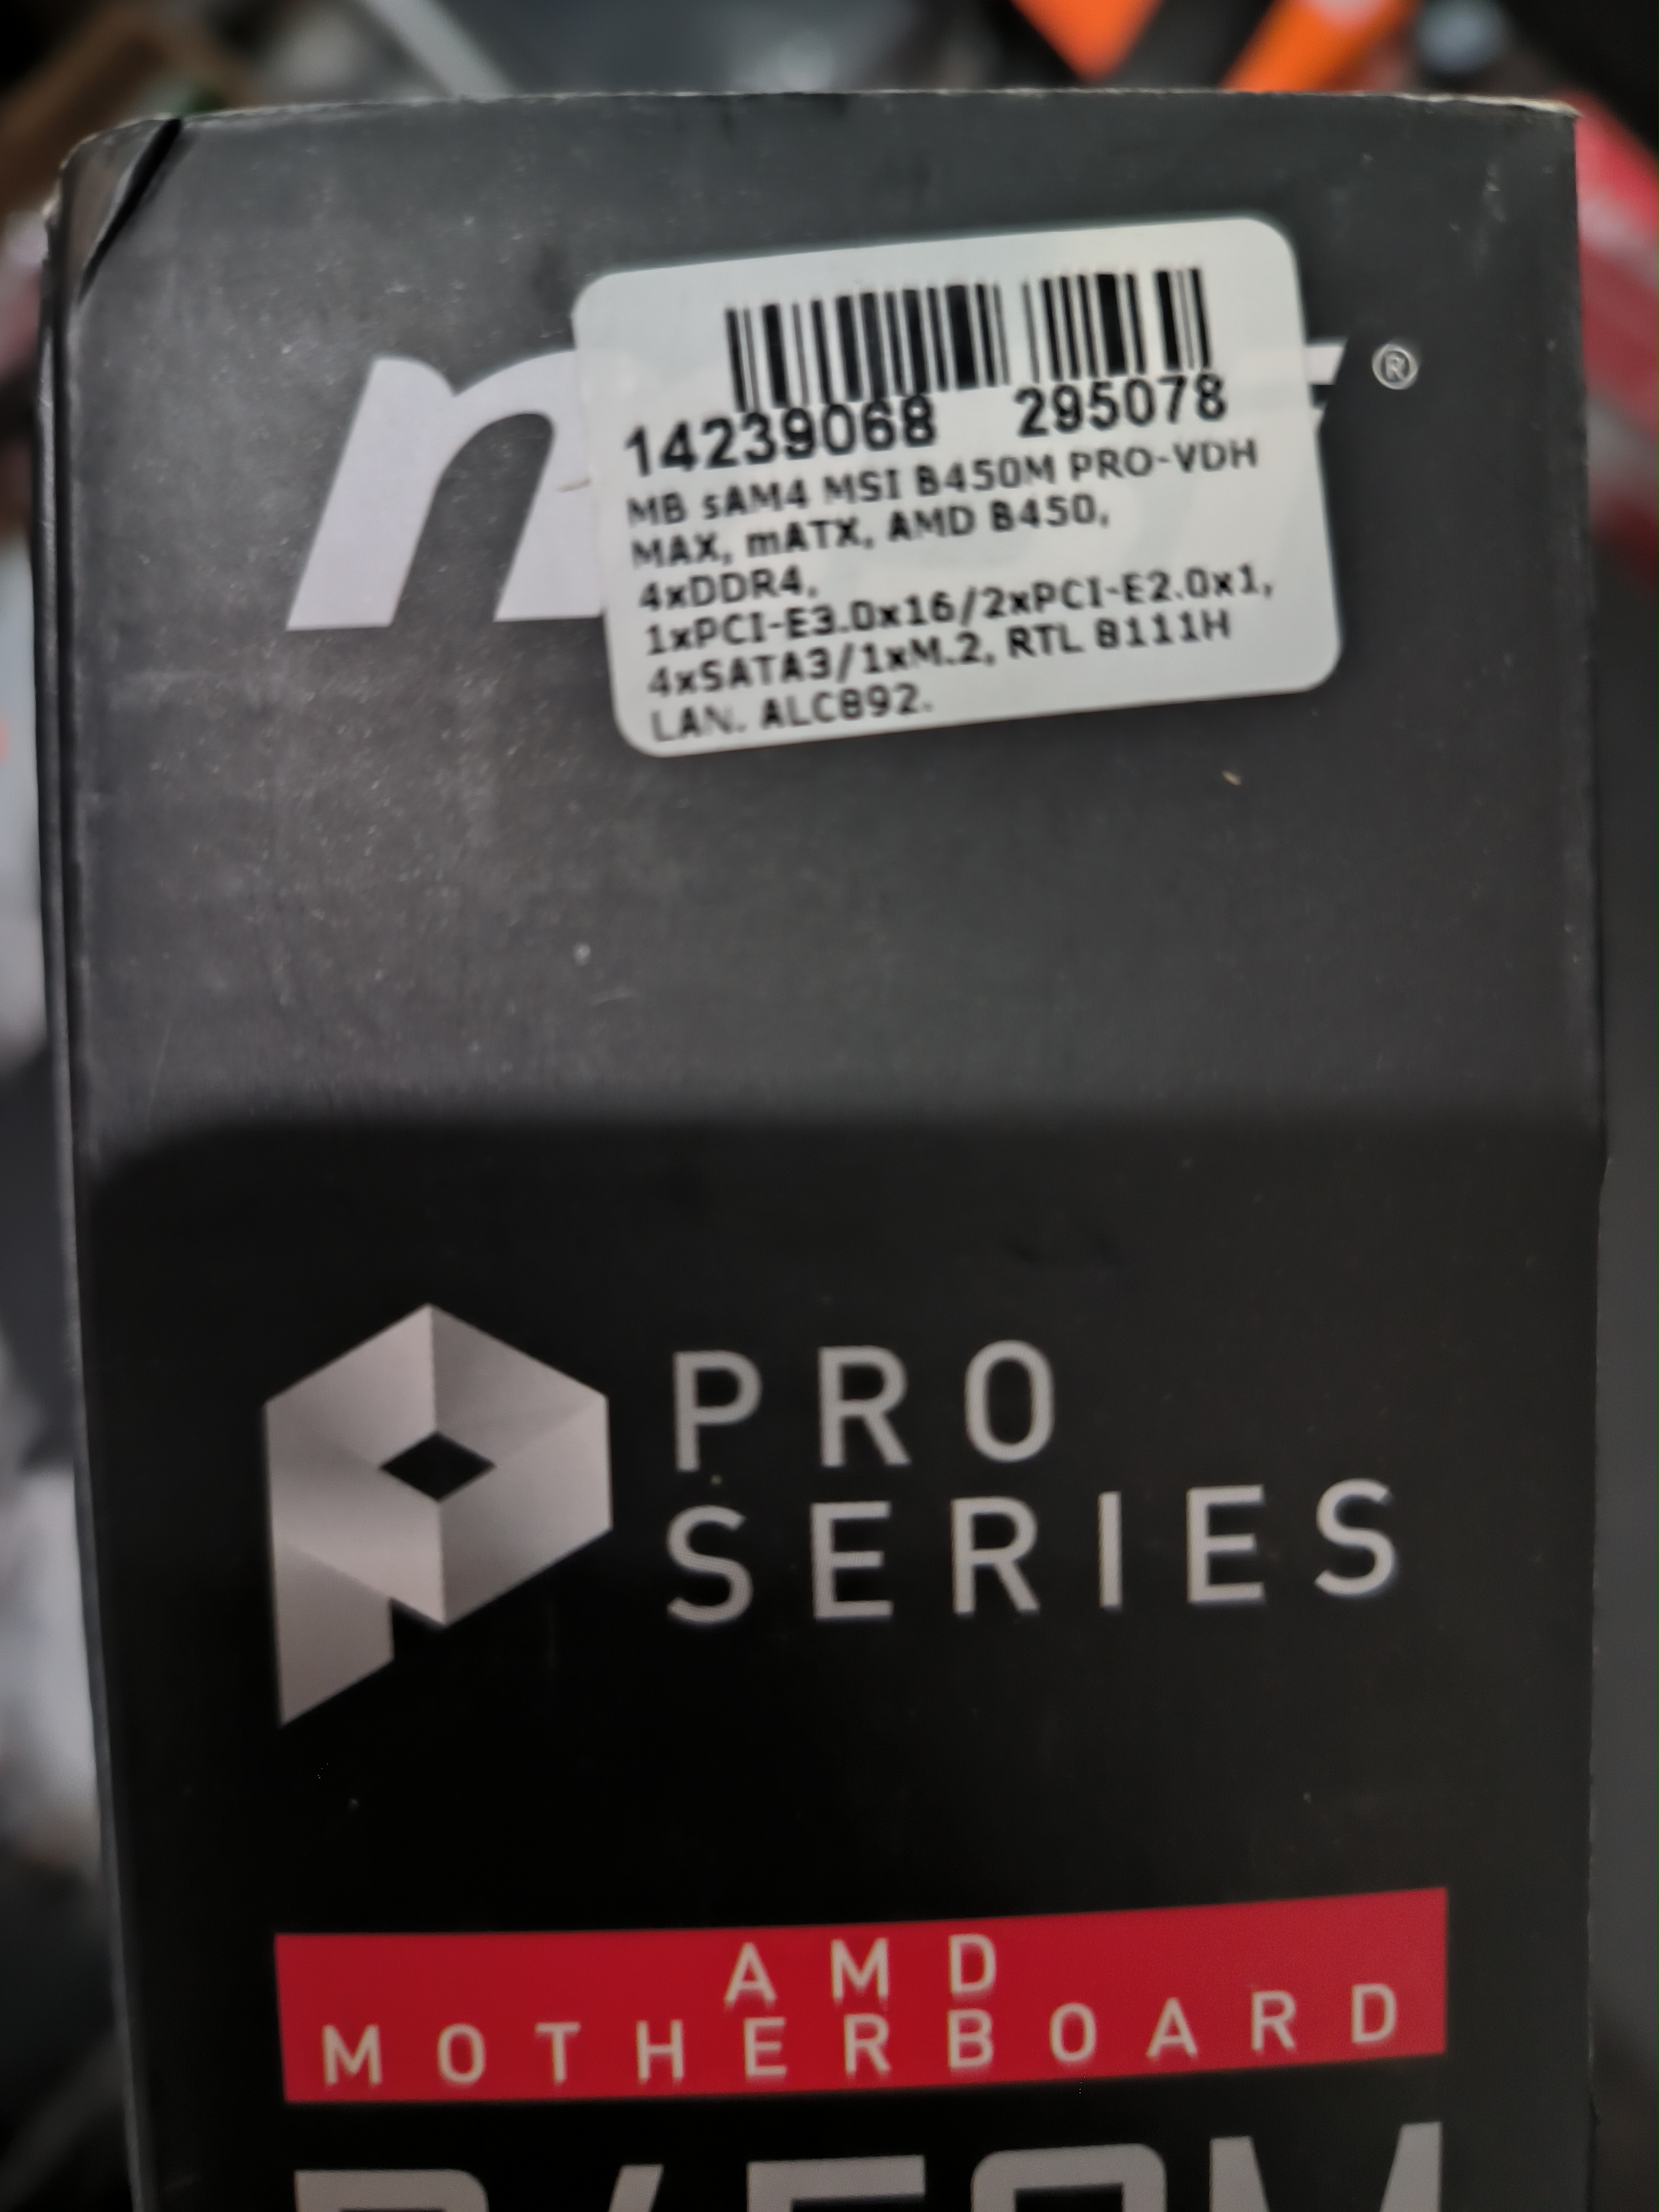 ®
14239068 295078
MB sAM4 MSI B450M PRO-VDH
MAX, mATX, AMD B450,
4xDDR4,
1xPCI-E3.0x16/2xPCI-E2.0x1,
4xSATA3/1xM.2, RTL 8111H
LAN. ALC892.
PRO
SERIES
AMD
MOTHERBOARD
B450M